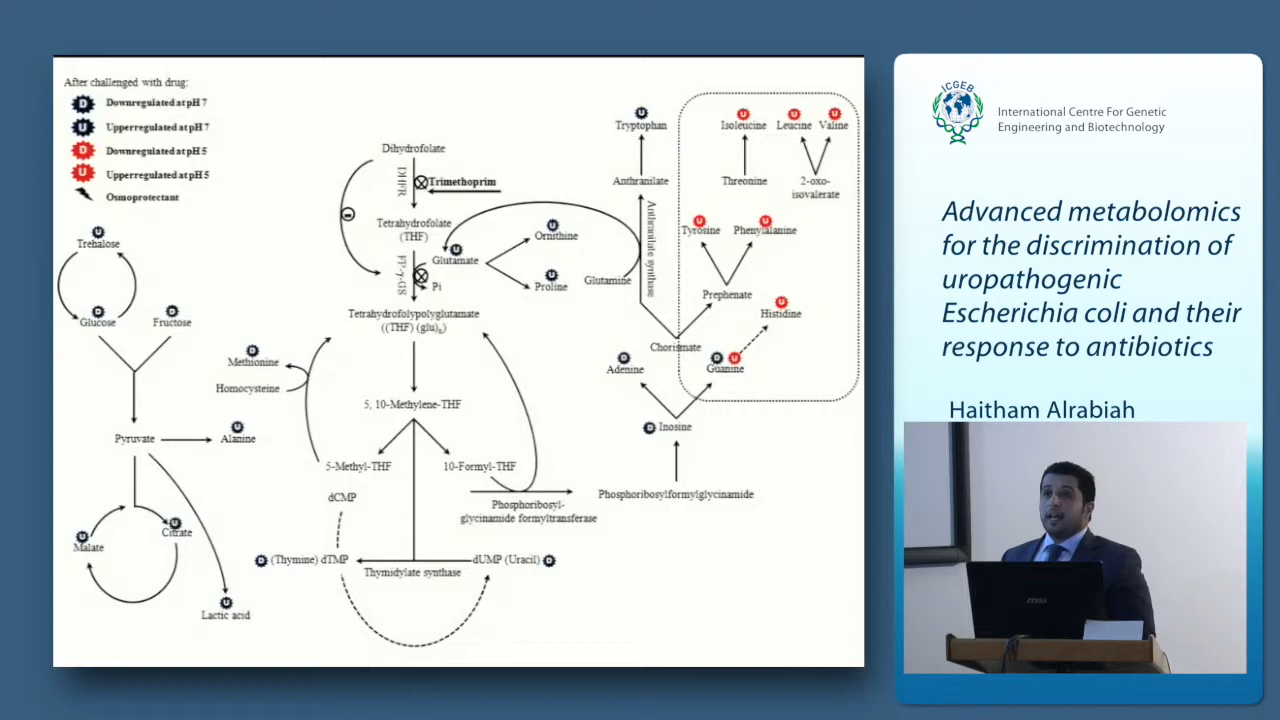 After challenged with drug:
D Downregulated at pH 7
U Upperregulated at pH 7
D Downregulated at pH 5
U Upperregulated at pH 5
Osmoprotectant
U
Trehalose
D
Glucose
U
Fructose
Pyruvate
U
Alanine
U
Malate
U
Citrate
U
Lactic acid
D
Methionine
Homocysteine
Dihydrofolate
DHFR
Trimethoprim
Tetrahydrofolate
(THF)
U
Glutamate
Pi
U
Ornithine
U
Proline
Glutamine
Tetrahydrofolypolyglutamate
((THF) (glu)n)
5, 10-Methylene-THF
5-Methyl-THF
10-Formyl-THF
dCMP
Phosphoribosyl-
glycinamide formyltransferase
D (Thymine) dTMP
dUMP (Uracil) D
Thymidylate synthase
U
Tryptophan
Anthranilate
Anthranilate synthase
Chorismate
Prephenate
U
Tyrosine
U
Phenylalanine
U
Isoleucine
Threonine
U
Leucine
U
Valine
2-oxo-
isovalerate
U
Histidine
D
Adenine
D U
Guanine
D Inosine
Phosphoribosylformylglycinamide
ICGEB
International Centre For Genetic
Engineering and Biotechnology
Advanced metabolomics
for the discrimination of
uropathogenic
Escherichia coli and their
response to antibiotics
Haitham Alrabiah
msi